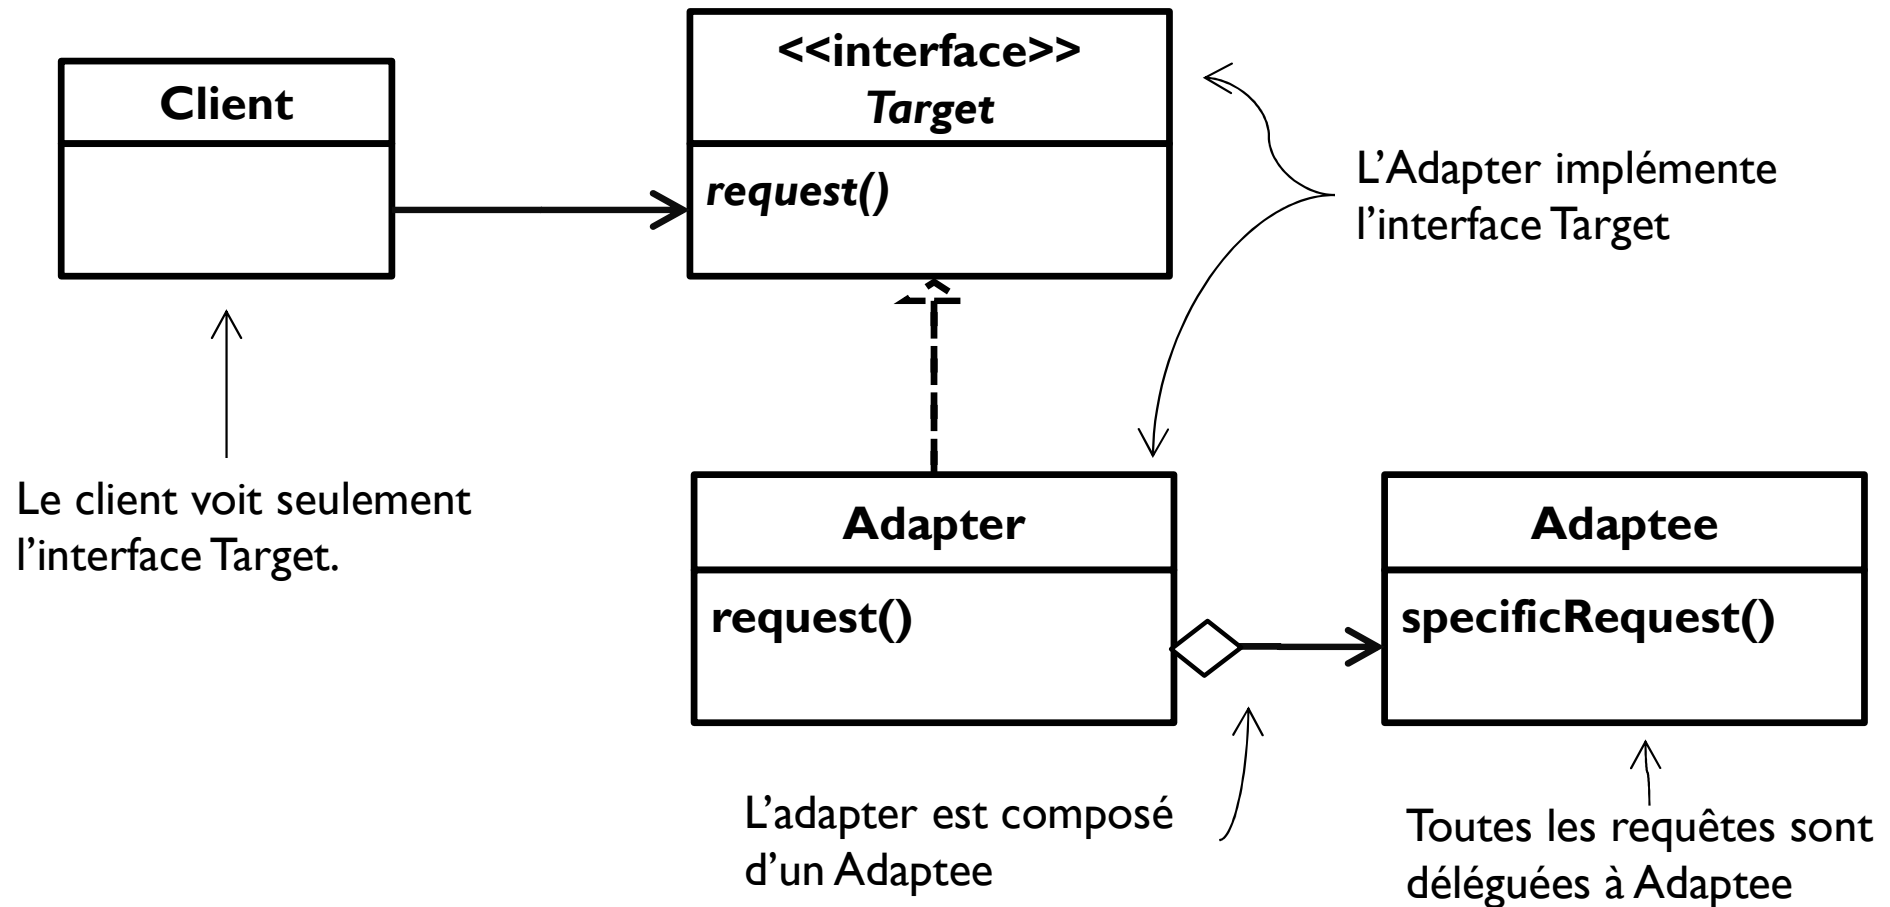 Client
<<interface>>
Target
request()
L'Adapter implémente
l'interface Target
Le client voit seulement
l'interface Target.
Adapter
request()
Adaptee
specificRequest()
L'adapter est composé
d'un Adaptee
Toutes les requêtes sont
déléguées à Adaptee